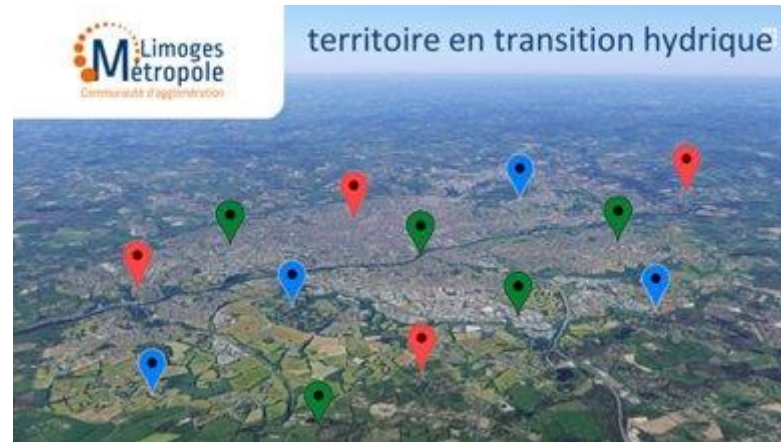 Limoges
Métropole
Communauté d'agglomération
territoire en transition hydrique